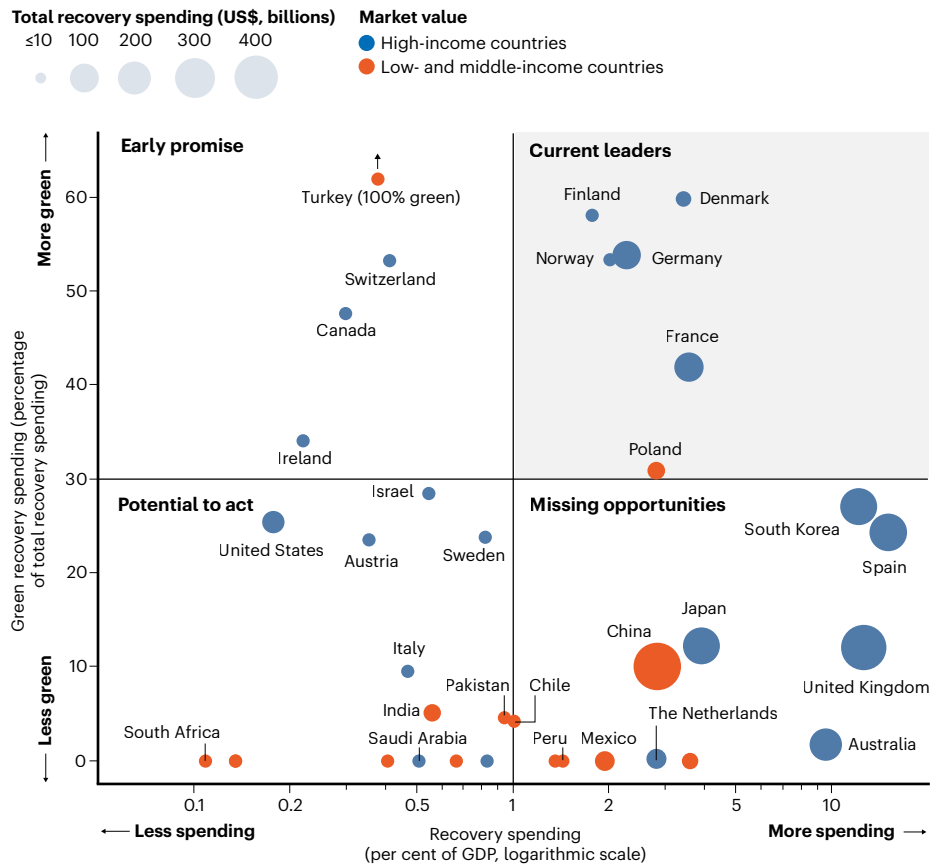 Total recovery spending (US$, billions)
≤10 100 200 300 400
Market value
High-income countries
Low- and middle-income countries
Early promise
Current leaders
Potential to act
Missing opportunities
More green
Less green
Green recovery spending (percentage
of total recovery spending)
60
50
40
30
20
10
0
Turkey (100% green)
Switzerland
Canada
Ireland
Finland
Denmark
Norway
Germany
France
Poland
Israel
United States
Austria
Sweden
Italy
India
Pakistan
Chile
South Africa
Saudi Arabia
South Korea
Spain
Japan
China
United Kingdom
The Netherlands
Peru
Mexico
Australia
0.1 0.2 0.5 1 2 5 10
Less spending
Recovery spending
(per cent of GDP, logarithmic scale)
More spending